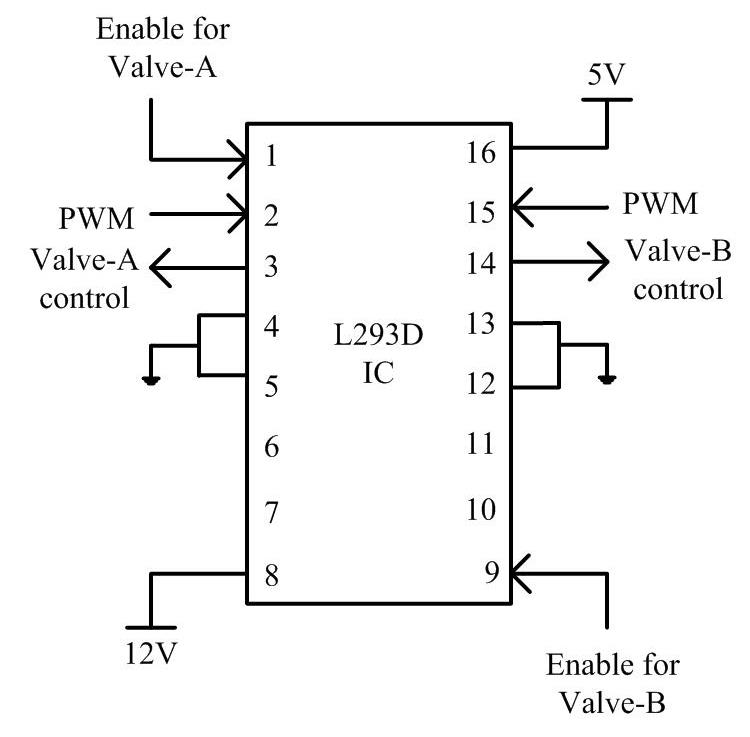 Enable for
Valve-A
5V
1
16
PWM
2
15
PWM
Valve-A
control
3
14
Valve-B
control
4
13
L293D
IC
5
12
6
11
7
10
8
9
12V
Enable for
Valve-B